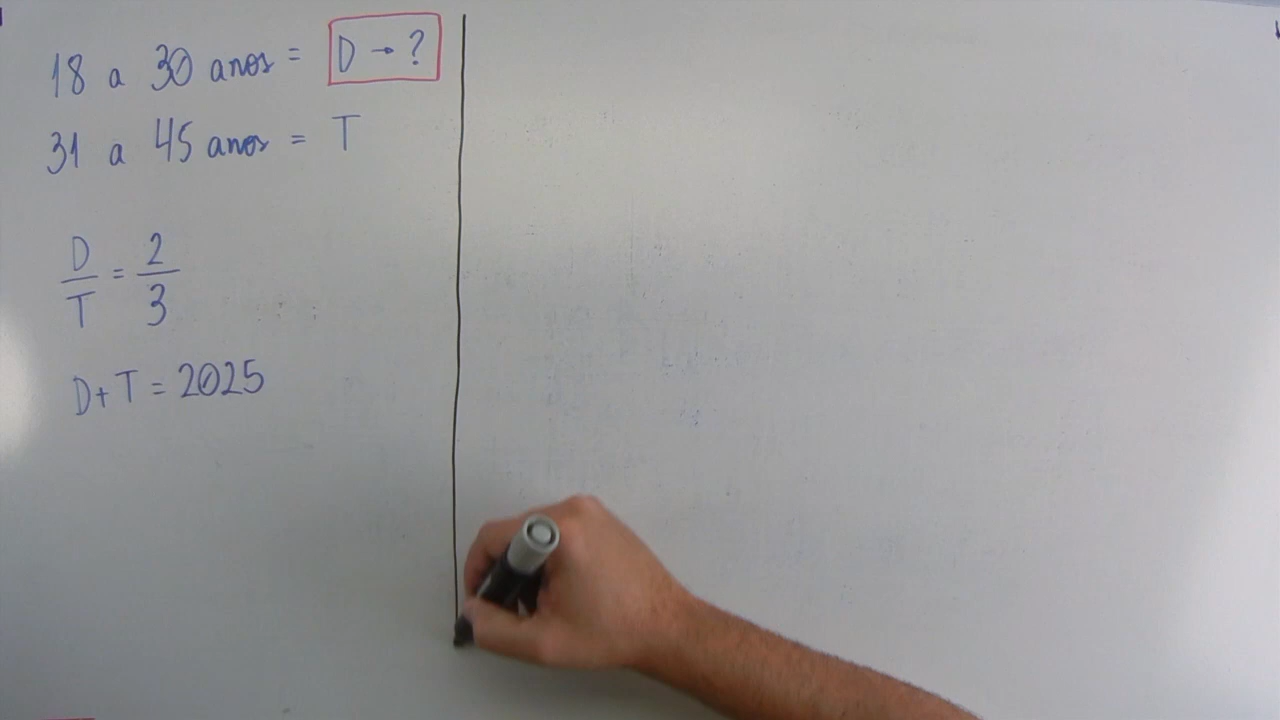 18 a 30 anos = D → ?
31 a 45 anos = T
D/T = 2/3
D+T = 2025